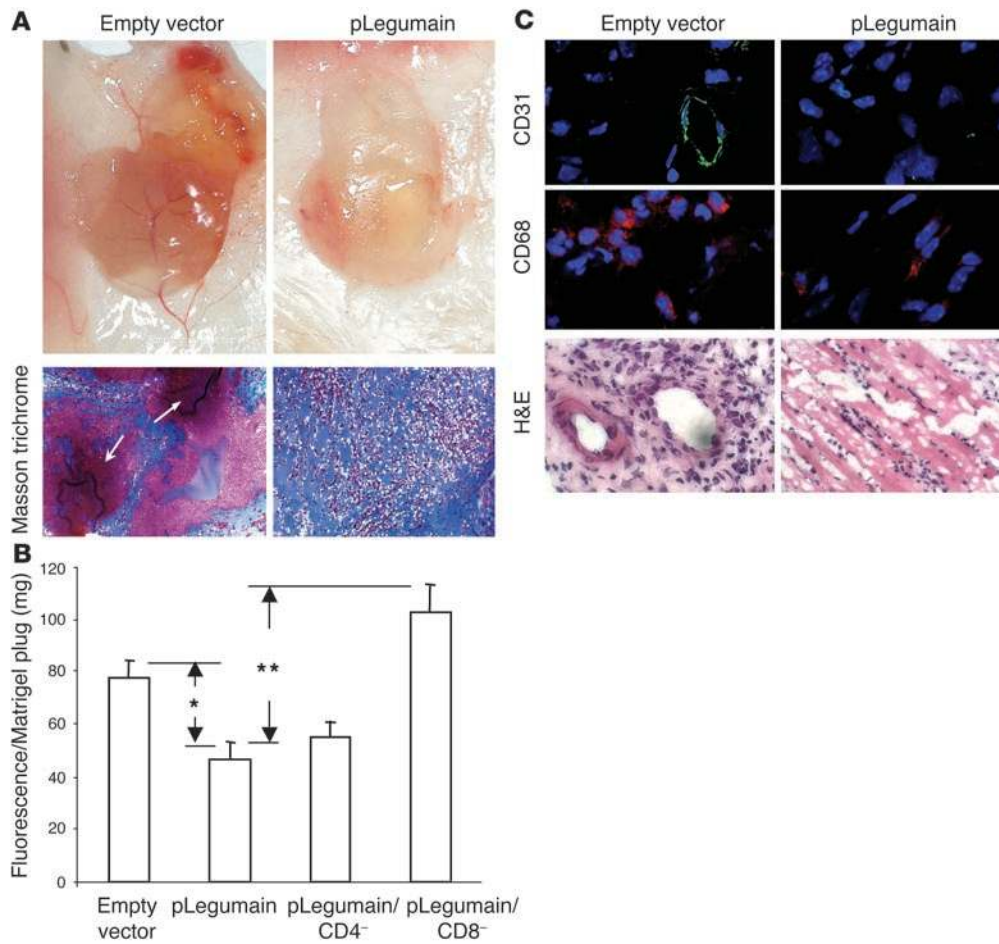 A
Empty vector
pLegumain
Masson trichrome
B
Fluorescence/Matrigel plug (mg)
120
100
80
60
40
20
0
*
**
Empty vector
pLegumain
pLegumain/CD4–
pLegumain/CD8–
C
Empty vector
pLegumain
CD31
CD68
H&E